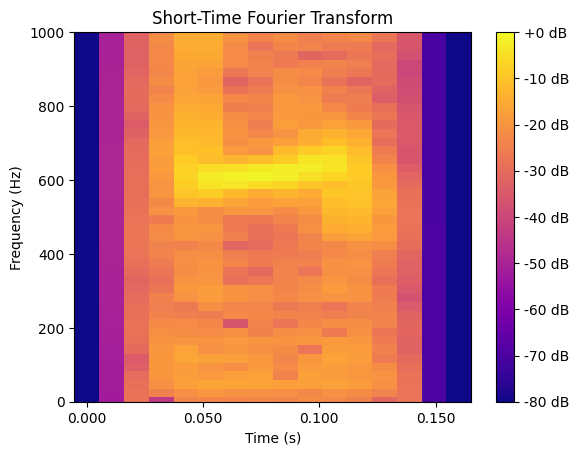 Short-Time Fourier Transform
1000
800
600
400
200
0
Frequency (Hz)
0.000
0.050
0.100
0.150
Time (s)
+0 dB
-10 dB
-20 dB
-30 dB
-40 dB
-50 dB
-60 dB
-70 dB
-80 dB